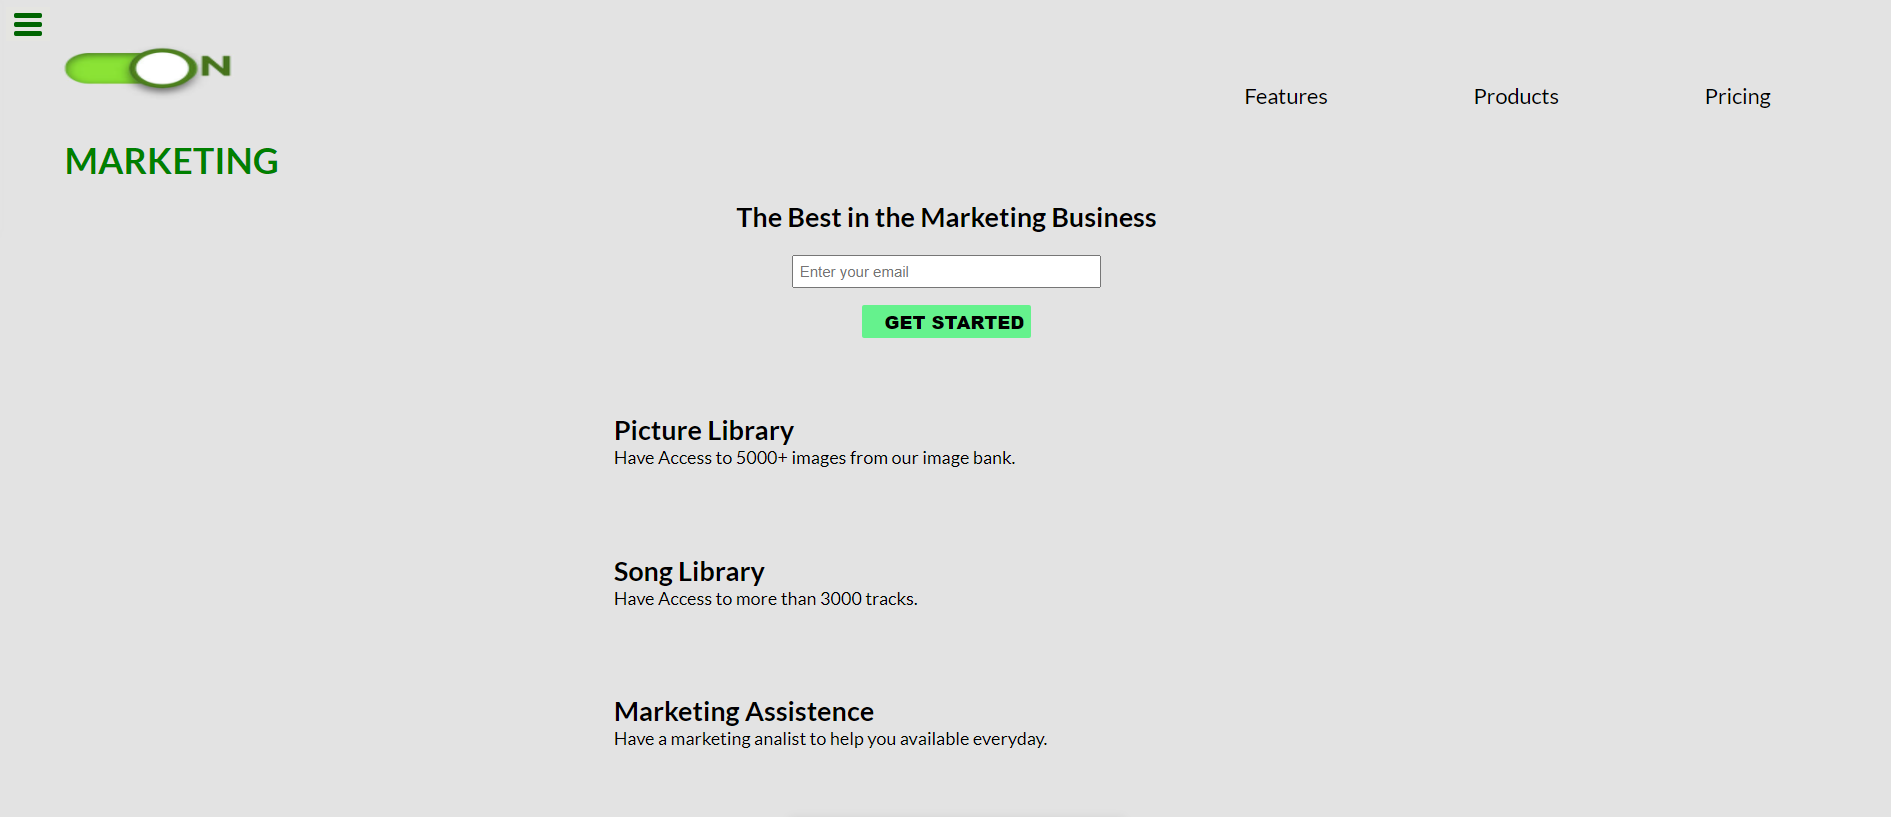 ON
Features Products Pricing
MARKETING
The Best in the Marketing Business
Enter your email
GET STARTED
Picture Library
Have Access to 5000+ images from our image bank.
Song Library
Have Access to more than 3000 tracks.
Marketing Assistence
Have a marketing analist to help you available everyday.